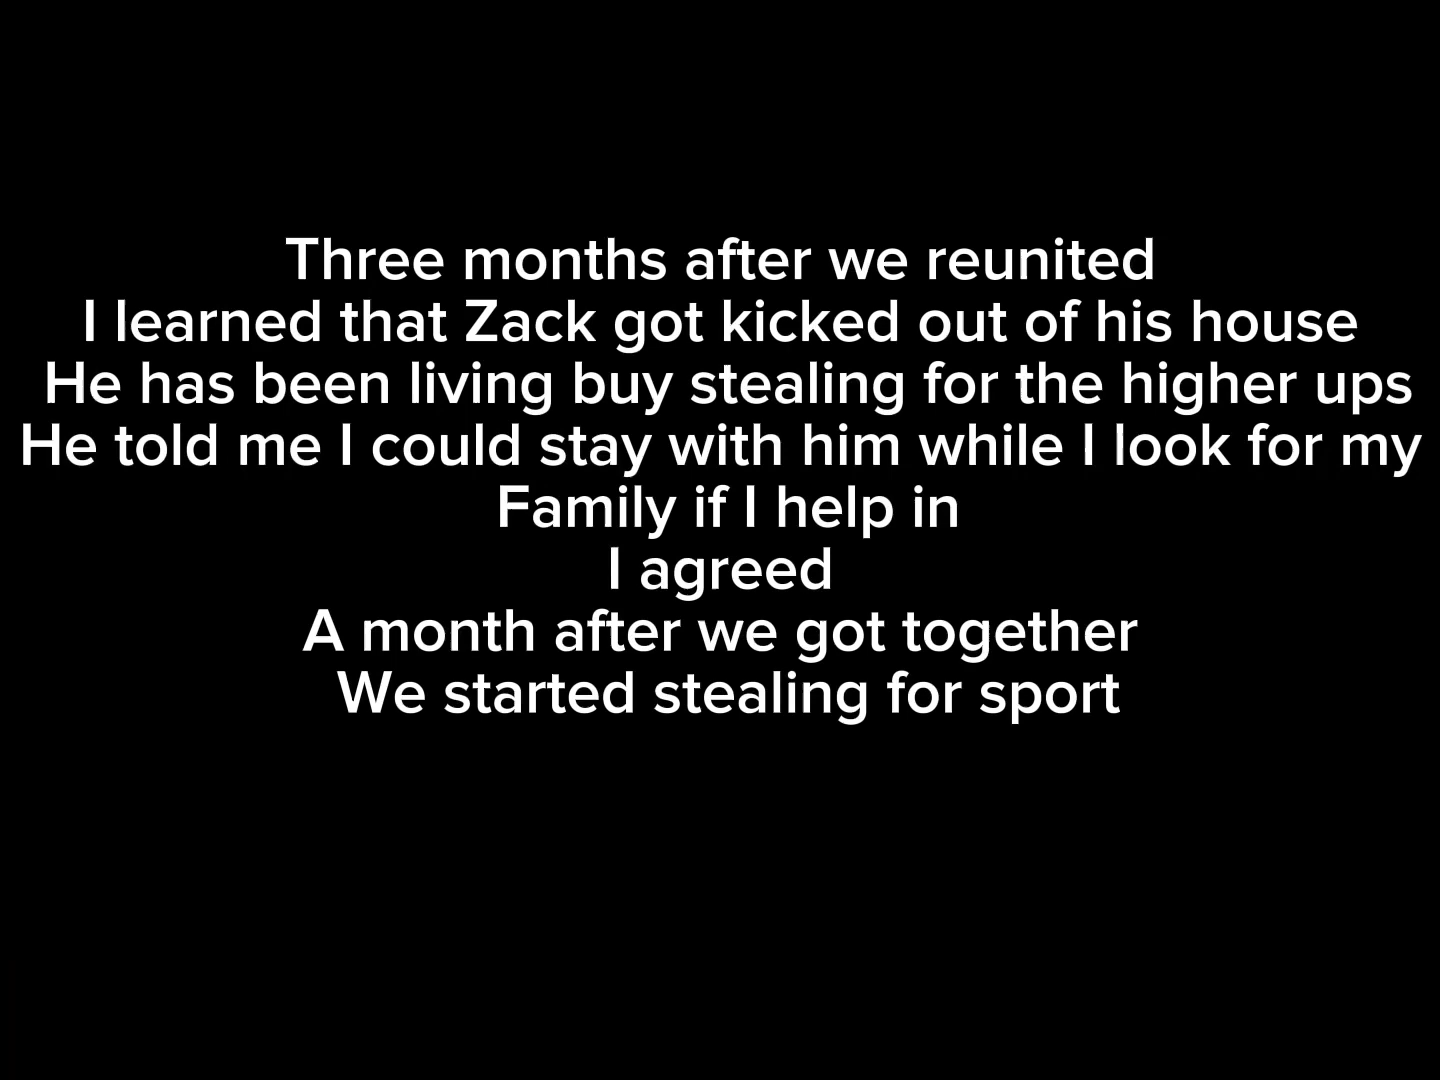 Three months after we reunited
I learned that Zack got kicked out of his house
He has been living buy stealing for the higher ups
He told me I could stay with him while I look for my
Family if I help in
I agreed
A month after we got together
We started stealing for sport